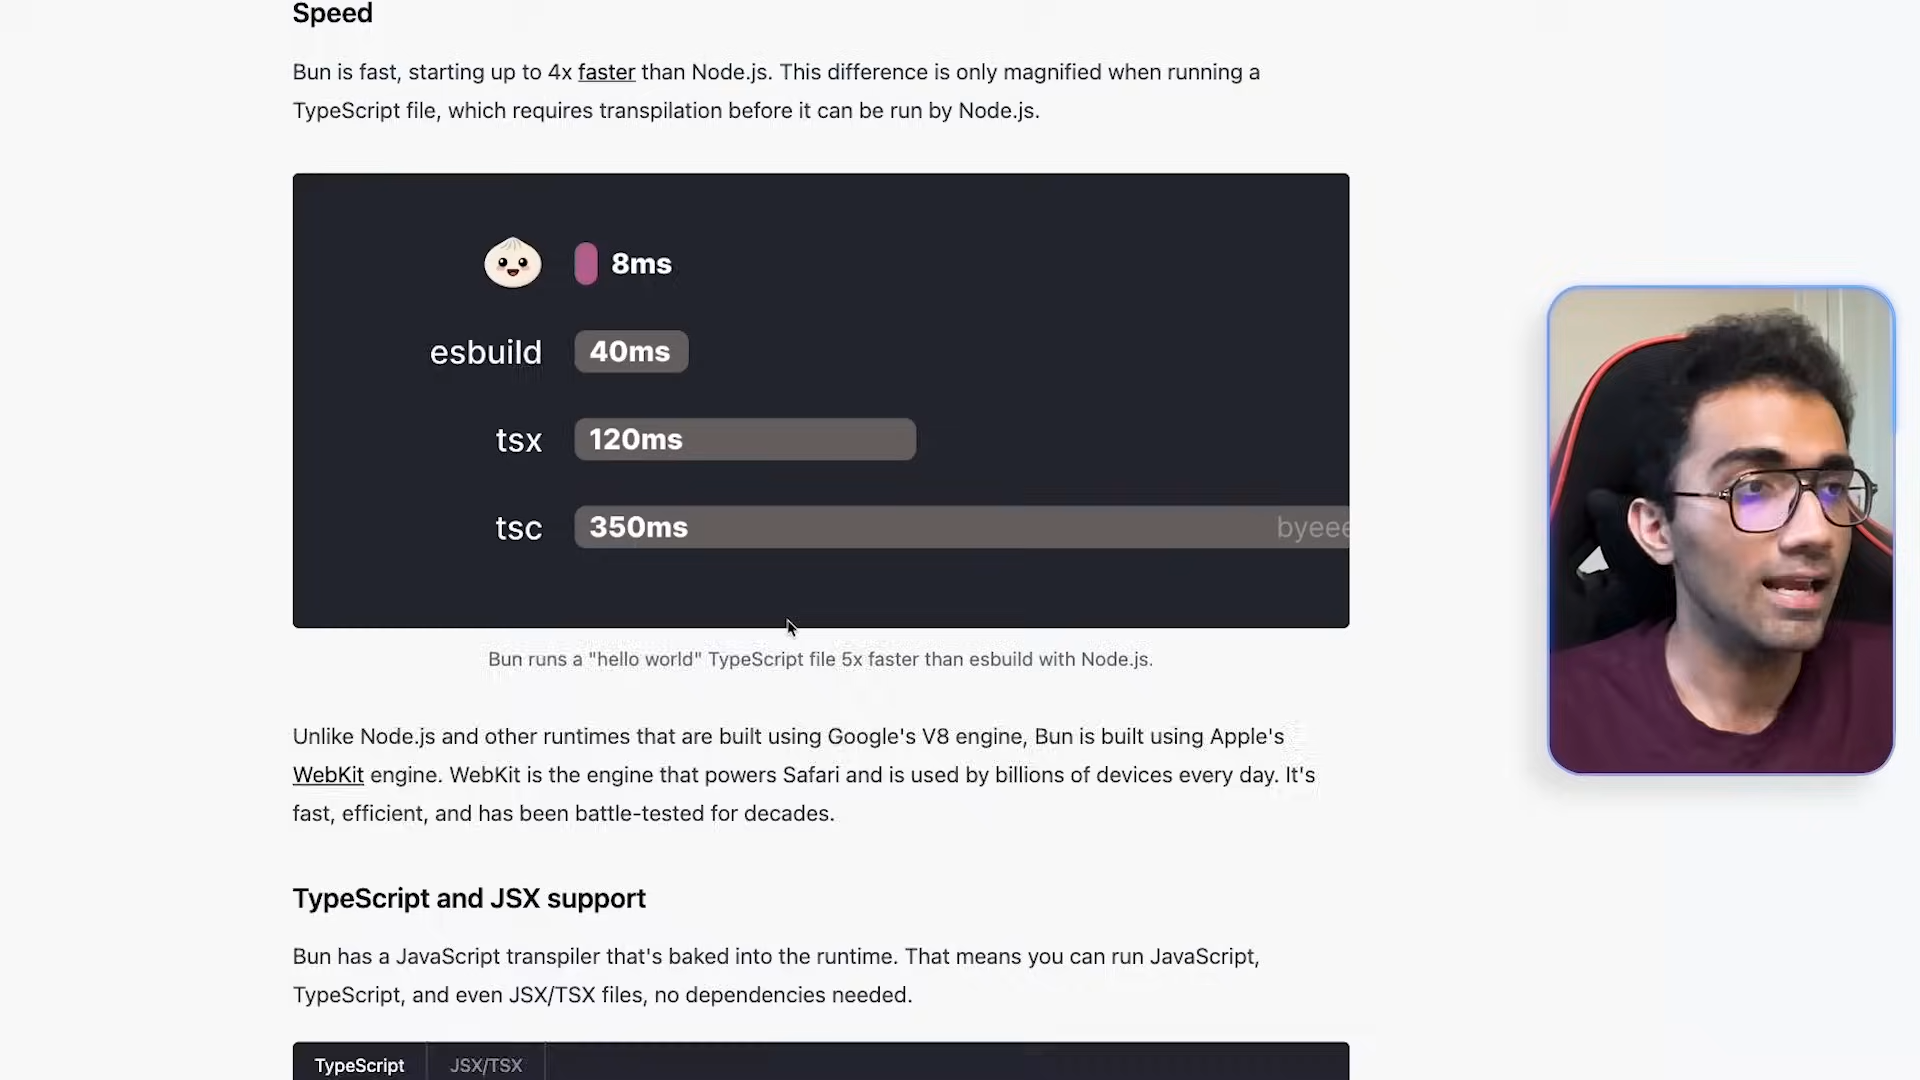 Speed
Bun is fast, starting up to 4x faster than Node.js. This difference is only magnified when running a
TypeScript file, which requires transpilation before it can be run by Node.js.
8ms
esbuild 40ms
tsx 120ms
tsc 350ms byeee
Bun runs a "hello world" TypeScript file 5x faster than esbuild with Node.js.
Unlike Node.js and other runtimes that are built using Google's V8 engine, Bun is built using Apple's
WebKit engine. WebKit is the engine that powers Safari and is used by billions of devices every day. It's
fast, efficient, and has been battle-tested for decades.
TypeScript and JSX support
Bun has a JavaScript transpiler that's baked into the runtime. That means you can run JavaScript,
TypeScript, and even JSX/TSX files, no dependencies needed.
TypeScript JSX/TSX